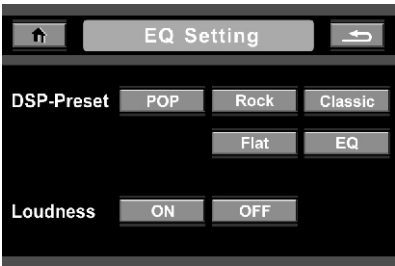 EQ Setting
DSP-Preset POP Rock Classic
Flat EQ
Loudness ON OFF